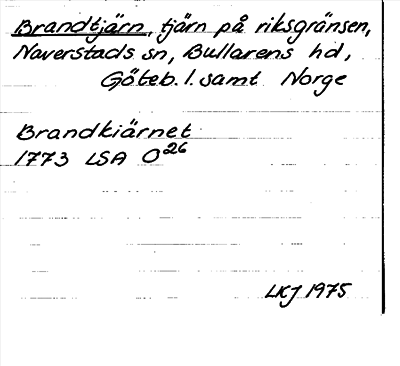 Brandtjärn, tjärn på riksgränsen,
Naverstads sn, Bullarens hd,
Göteb. l. samt Norge
Brandkiärnet
1773 LSA O²⁶
LKJ 1975